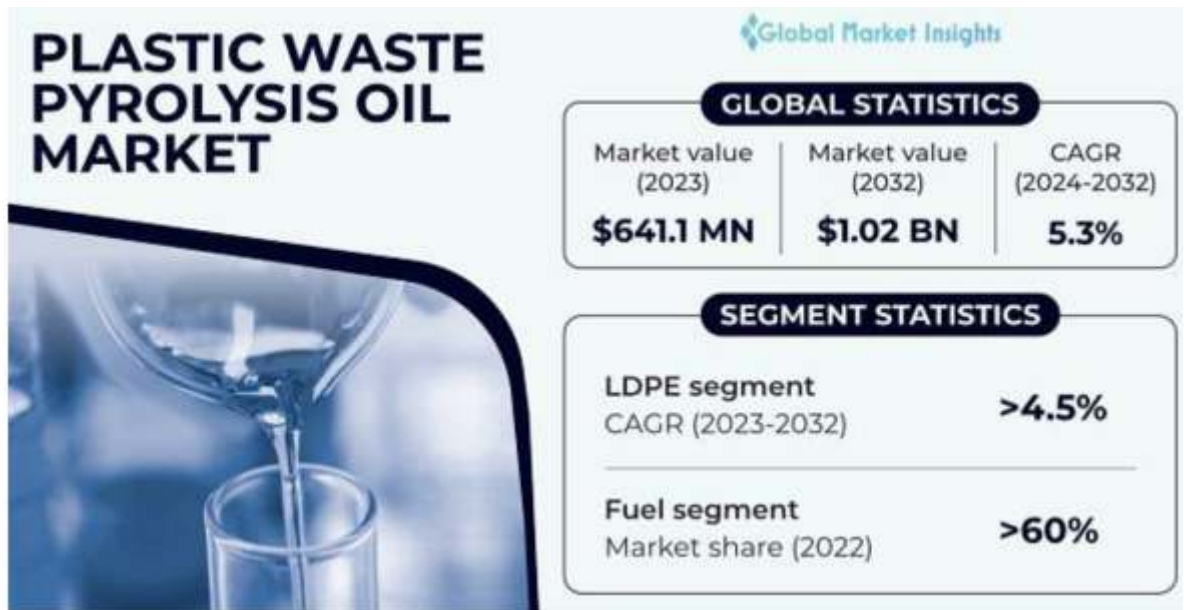 PLASTIC WASTE
PYROLYSIS OIL
MARKET
Global Market Insights
GLOBAL STATISTICS
Market value
(2023)
$641.1 MN
Market value
(2032)
$1.02 BN
CAGR
(2024-2032)
5.3%
SEGMENT STATISTICS
LDPE segment
CAGR (2023-2032)
>4.5%
Fuel segment
Market share (2022)
>60%